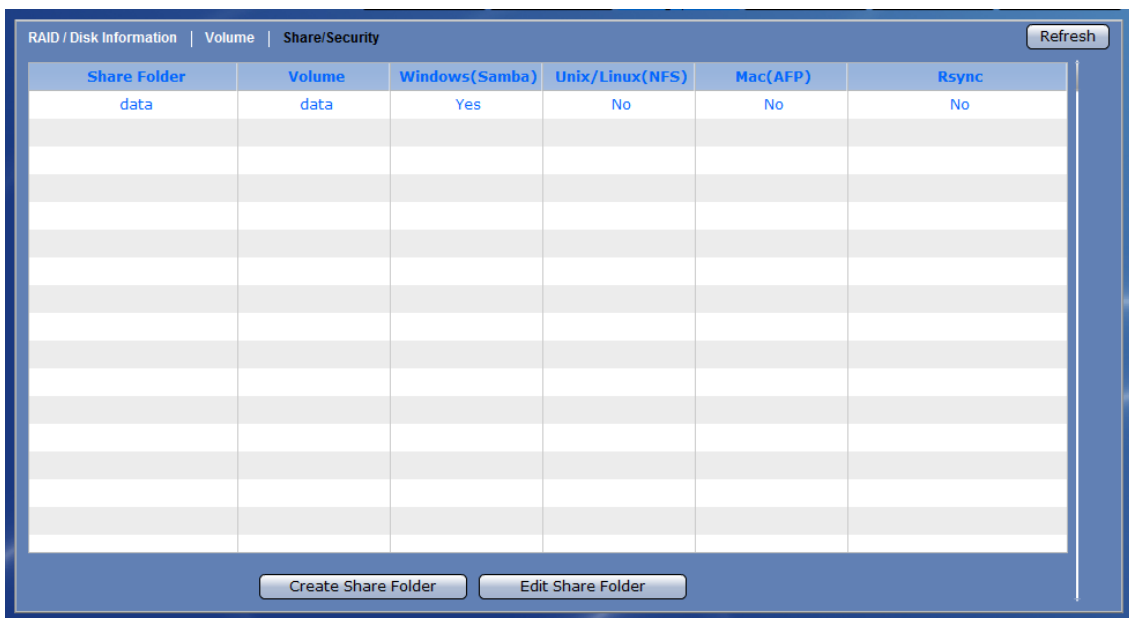 RAID / Disk Information | Volume | Share/Security Refresh
Share Folder Volume Windows(Samba) Unix/Linux(NFS) Mac(AFP) Rsync
data data Yes No No No
Create Share Folder Edit Share Folder